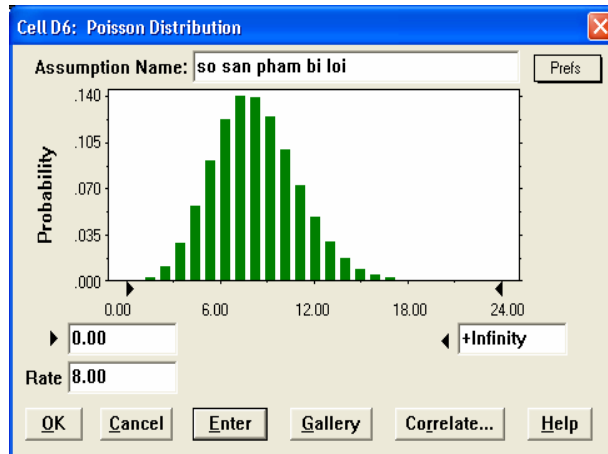 Cell D6: Poisson Distribution
Assumption Name: so san pham bi loi Prefs
Probability
.140
.105
.070
.035
.000
0.00 6.00 12.00 18.00 24.00
0.00 +Infinity
Rate 8.00
OK Cancel Enter Gallery Correlate... Help